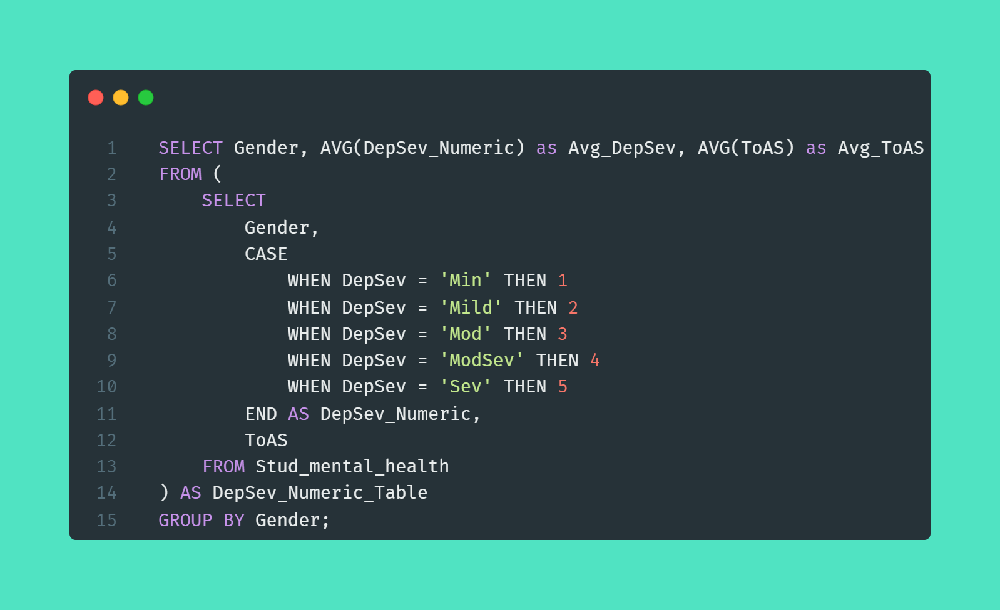 1 SELECT Gender, AVG(DepSev_Numeric) as Avg_DepSev, AVG(ToAS) as Avg_ToAS
2 FROM (
3     SELECT
4         Gender,
5         CASE
6             WHEN DepSev = 'Min' THEN 1
7             WHEN DepSev = 'Mild' THEN 2
8             WHEN DepSev = 'Mod' THEN 3
9             WHEN DepSev = 'ModSev' THEN 4
10             WHEN DepSev = 'Sev' THEN 5
11         END AS DepSev_Numeric,
12         ToAS
13     FROM Stud_mental_health
14 ) AS DepSev_Numeric_Table
15 GROUP BY Gender;